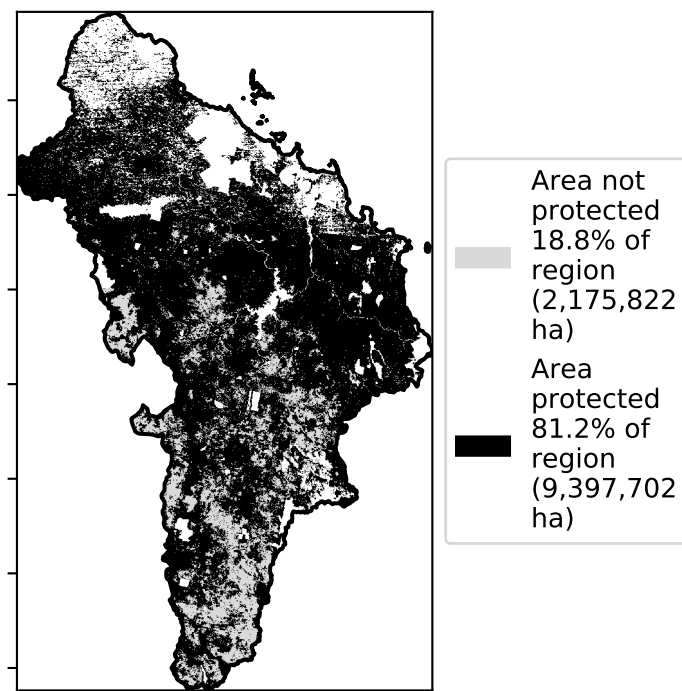 Area not
protected
18.8% of
region
(2,175,822
ha)
Area
protected
81.2% of
region
(9,397,702
ha)